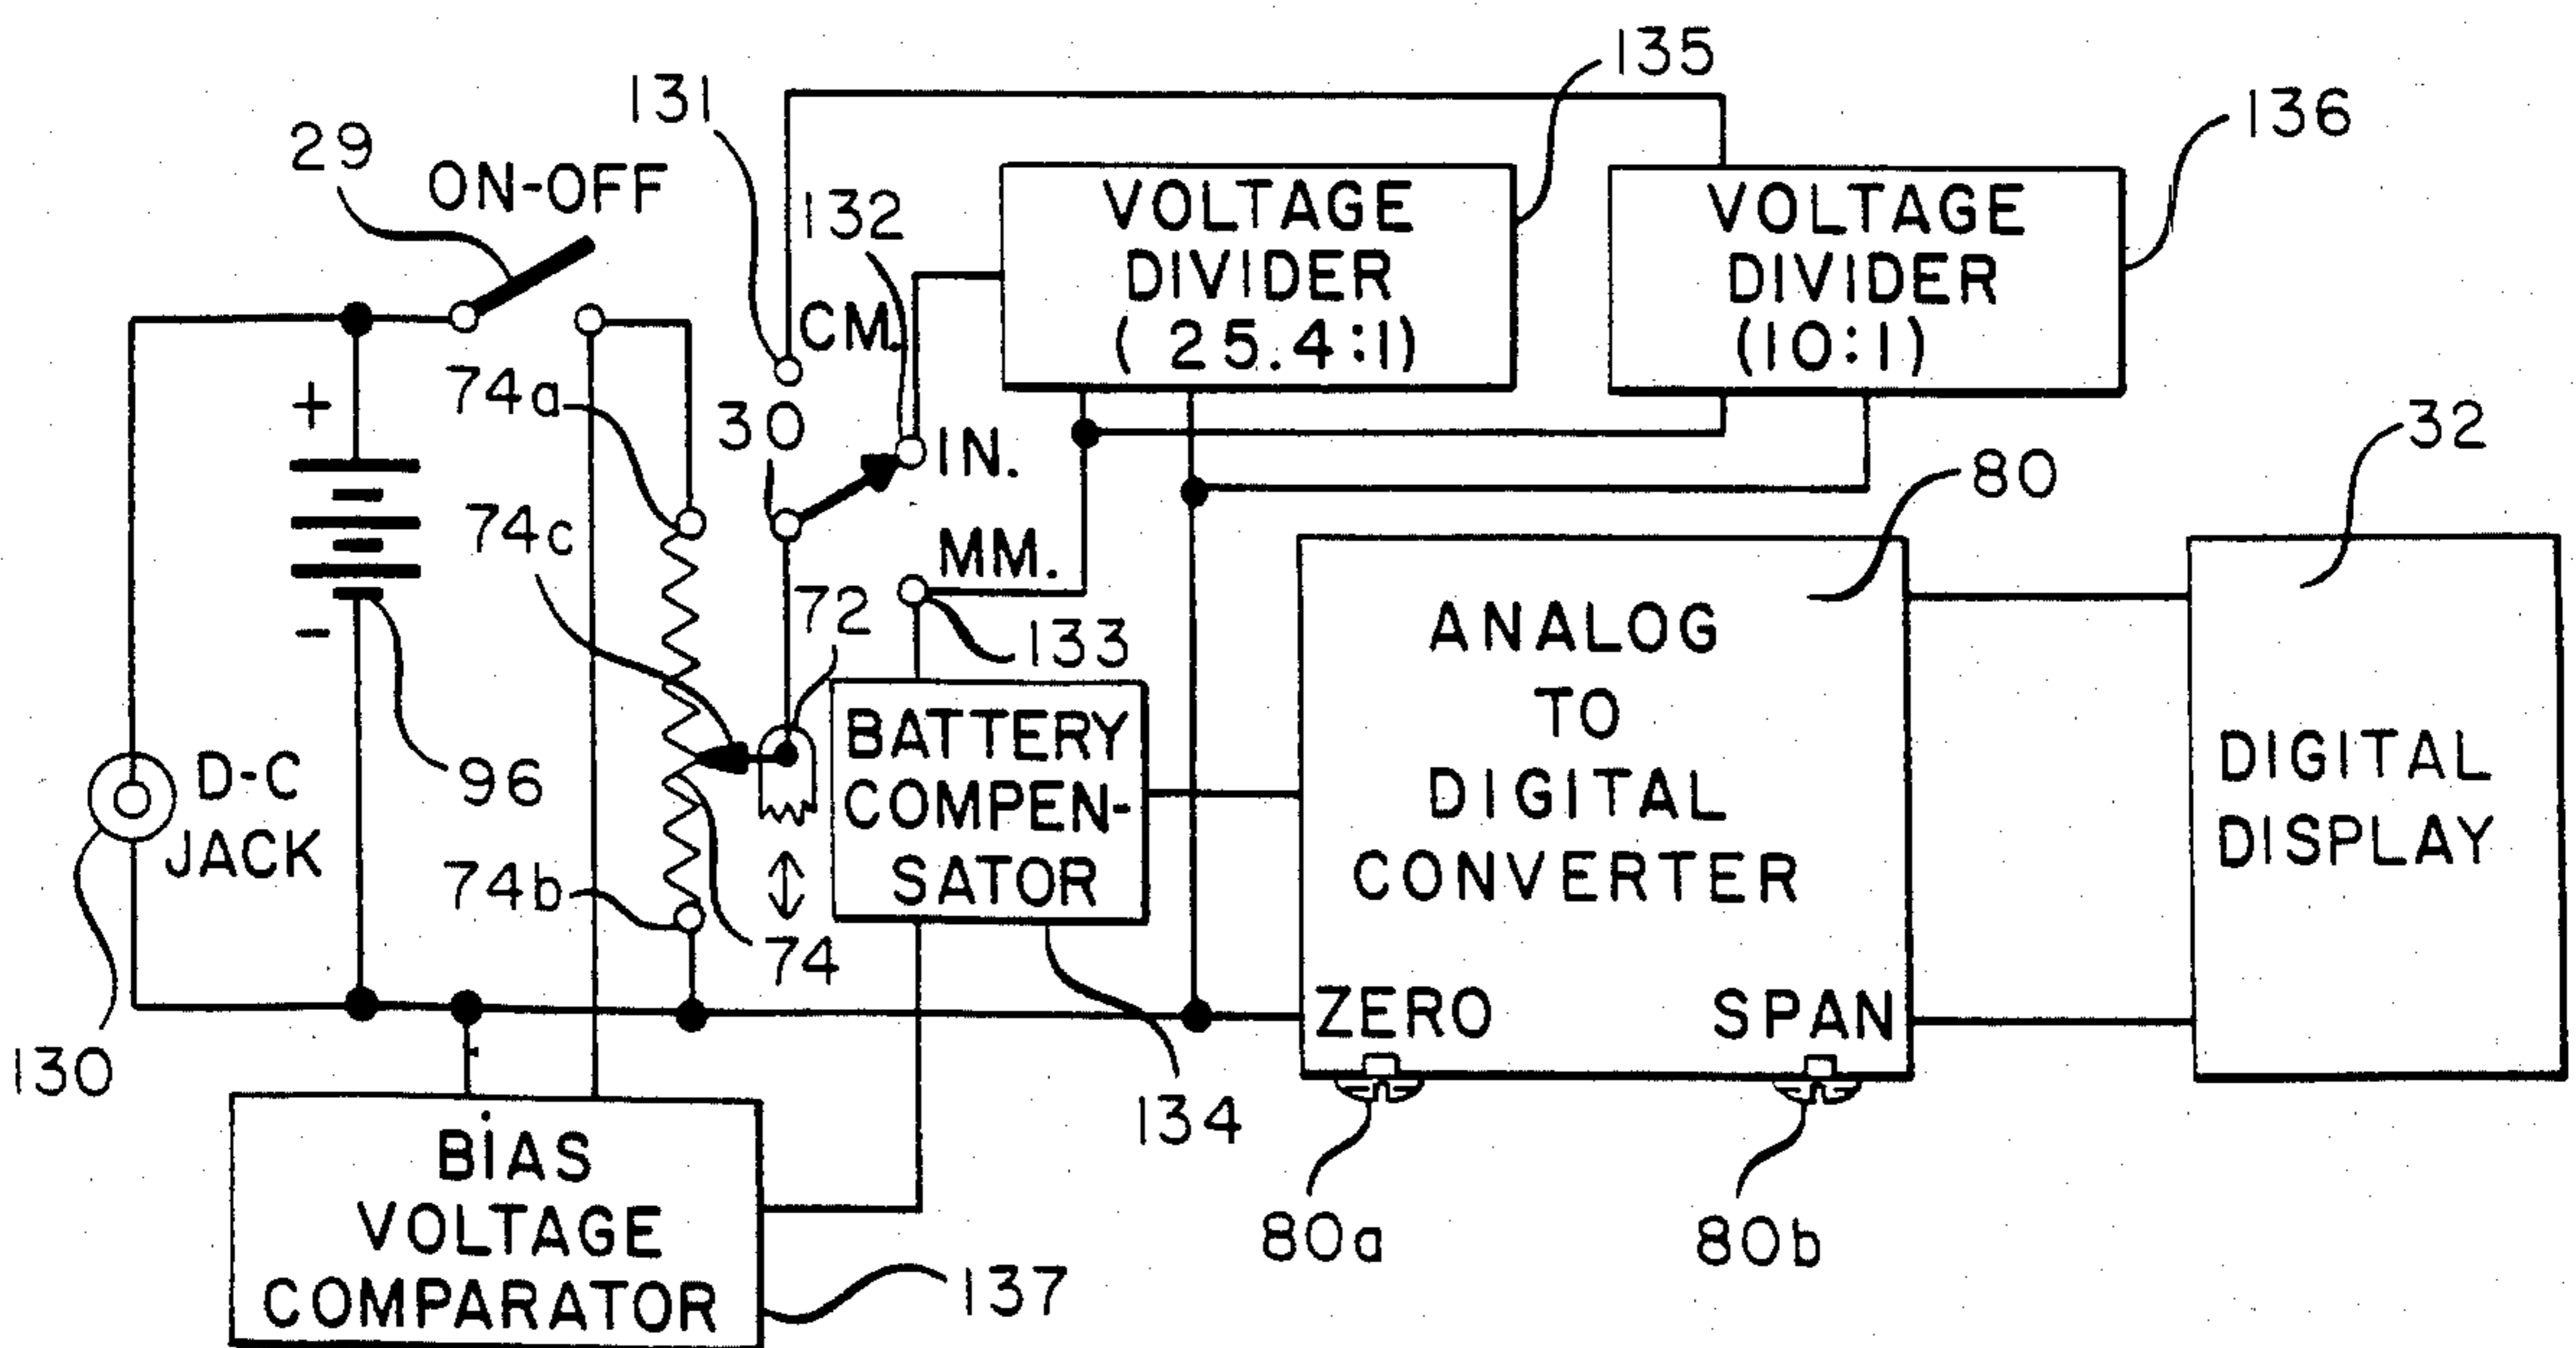 135
131
136
29
ON-OFF
132
VOLTAGE
DIVIDER
(25.4:1)
VOLTAGE
DIVIDER
(10:1)
CM.
74a
+
30
IN.
32
80
74c
MM.
72
133
-
ANALOG
TO
DIGITAL
CONVERTER
BATTERY
COMPEN-
SATOR
D-C
JACK
96
DIGITAL
DISPLAY
74b
74
ZERO
SPAN
130
134
BIAS
VOLTAGE
COMPARATOR
80a
80b
137